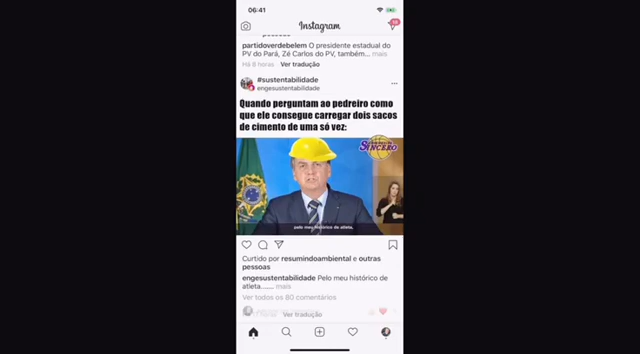 06:41
Instagram
partidoverdebelem O presidente estadual do
PV do Pará, Zé Carlos do PV, também... mais
Há 8 horas Ver tradução
#sustentabilidade
engesustentabilidade
Quando perguntam ao pedreiro como
que ele consegue carregar dois sacos
de cimento de uma só vez:
SINCERO
pelo meu histórico de atleta,
Curtido por resumindoambiental e outras
pessoas
engesustentabilidade Pelo meu histórico de
atleta....... mais
Ver todos os 80 comentários
Ver tradução